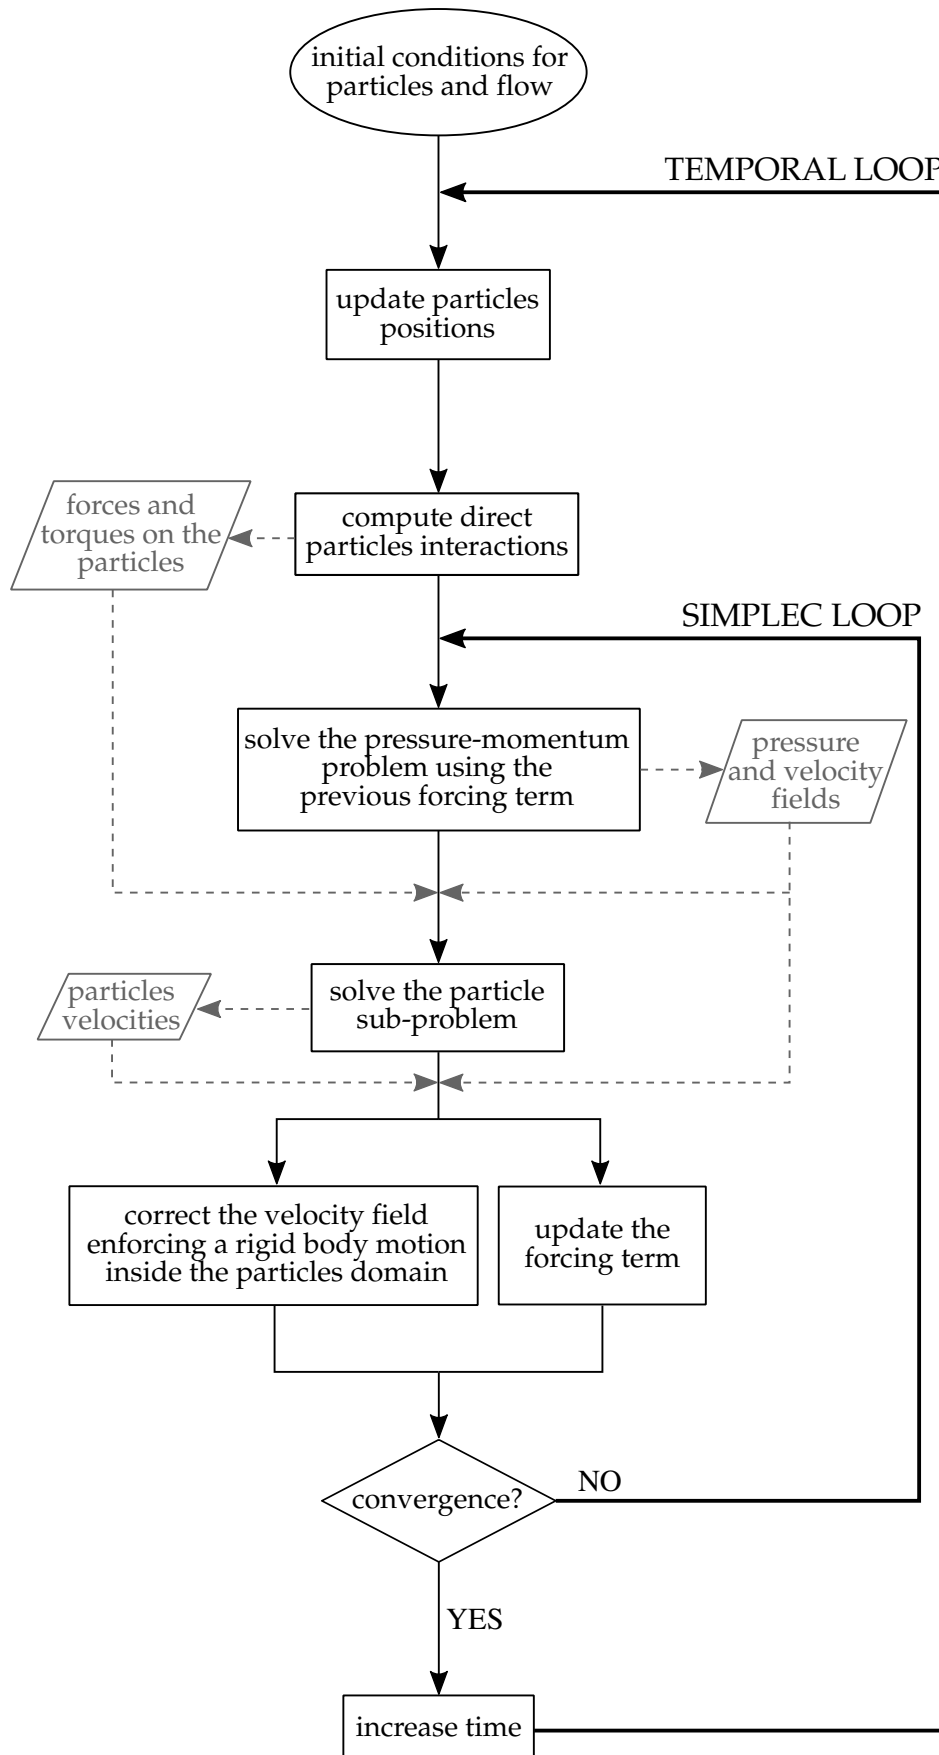 initial conditions for
particles and flow
TEMPORAL LOOP
update particles
positions
forces and
torques on the
particles
compute direct
particles interactions
SIMPLEC LOOP
solve the pressure-momentum
problem using the
previous forcing term
pressure
and velocity
fields
particles
velocities
solve the particle
sub-problem
correct the velocity field
enforcing a rigid body motion
inside the particles domain
update the
forcing term
convergence?
NO
YES
increase time